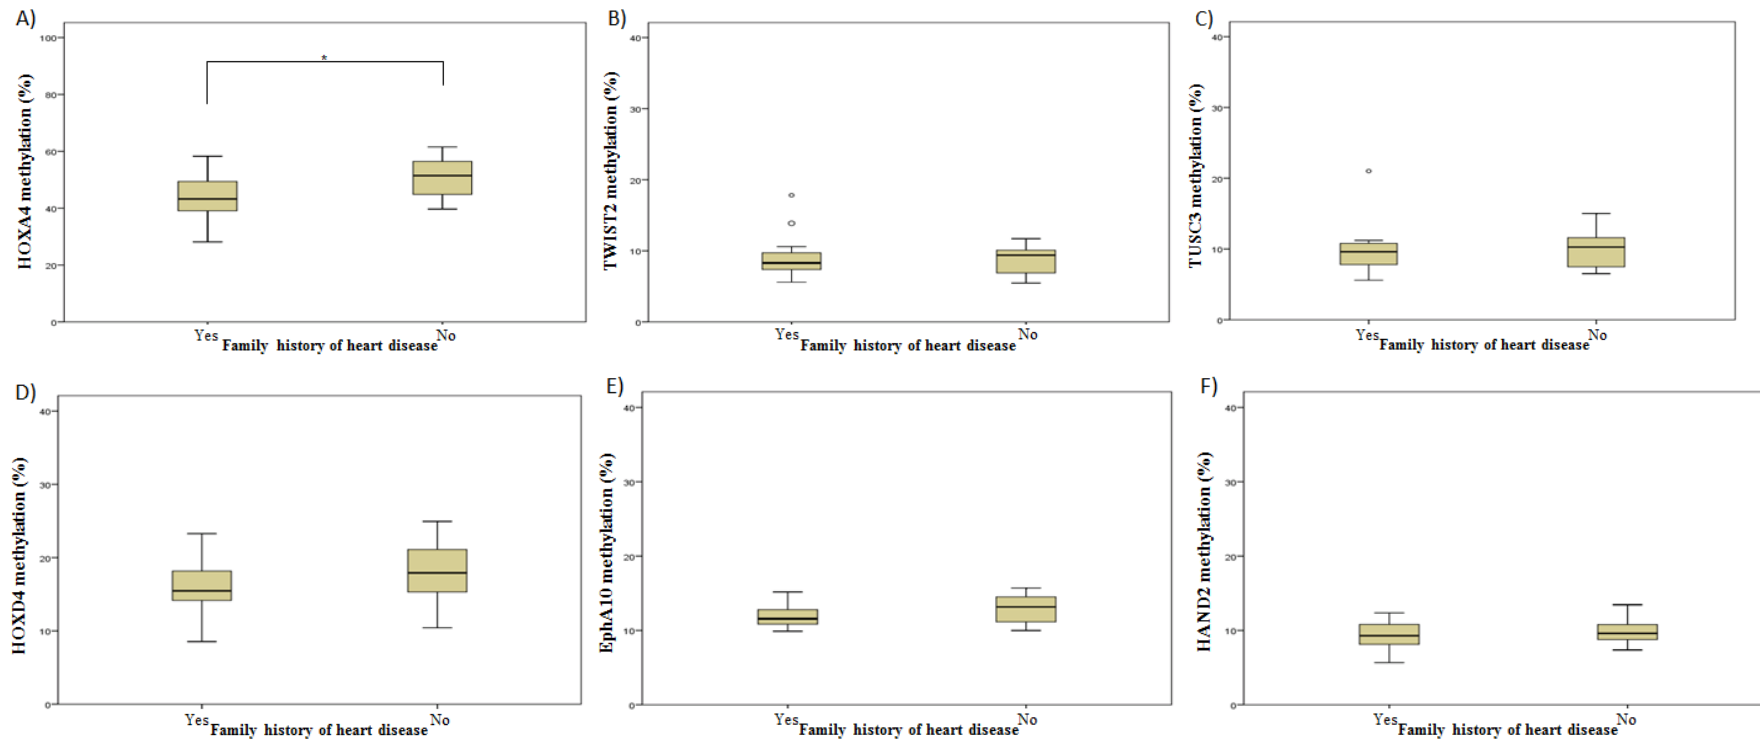 A)
HOXA4 methylation (%)
100
80
60
40
20
0
*
Yes
No
Family history of heart disease
B)
TWIST2 methylation (%)
40
30
20
10
0
Yes
No
Family history of heart disease
C)
TUSC3 methylation (%)
40
30
20
10
0
Yes
No
Family history of heart disease
D)
HOXD4 methylation (%)
40
30
20
10
0
Yes
No
Family history of heart disease
E)
EphA10 methylation (%)
40
30
20
10
0
Yes
No
Family history of heart disease
F)
HAND2 methylation (%)
40
30
20
10
0
Yes
No
Family history of heart disease